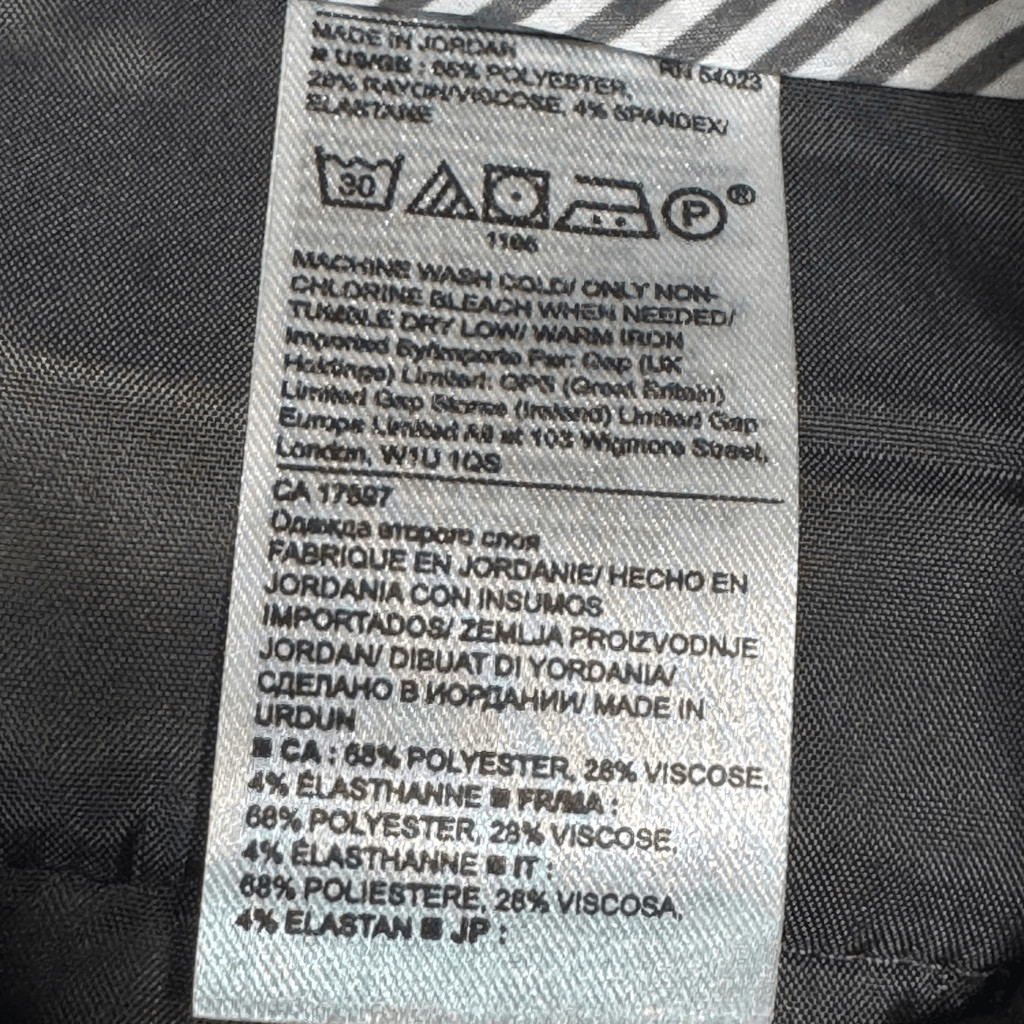 MADE IN JORDAN RN 54023
■ US/GB : 68% POLYESTER,
28% RAYON/VISCOSE, 4% SPANDEX/
ELASTANE
30 P ®
MACHINE WASH COLD/ ONLY NON-
CHLORINE BLEACH WHEN NEEDED/
TUMBLE DRY LOW/ WARM IRON
Imported By/Importe Par: Gap (UK
Holdings) Limited: GPS (Great Britain)
Limited Gap Stores (Ireland) Limited Gap
Europe Limited All at 103 Wigmore Street,
London, W1U 1QS
CA
Одежда второго слоя
FABRIQUE EN JORDANIE/ HECHO EN
JORDANIA CON INSUMOS
IMPORTADOS/ ZEMLJA PROIZVODNJE
JORDAN/ DIBUAT DI YORDANIA/
СДЕЛАНО В ИОРДАНИИ/ MADE IN
URDUN
■ CA : 68% POLYESTER, 28% VISCOSE,
4% ÉLASTHANNE ■ FR/MA :
68% POLYESTER, 28% VISCOSE,
4% ÉLASTHANNE ■ IT :
68% POLIESTERE, 28% VISCOSA,
4% ELASTAN ■ JP :